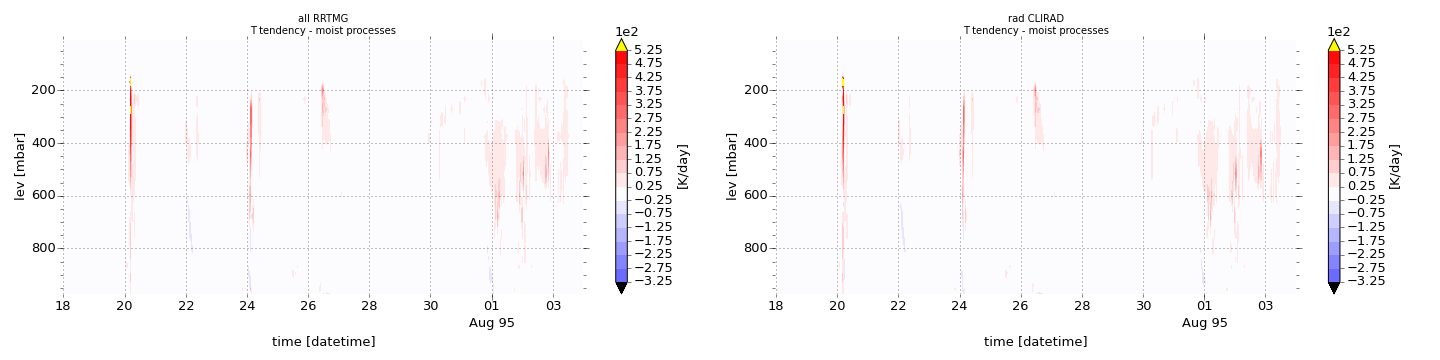 all RRTMG
T tendency - moist processes
1e2
5.25
4.75
4.25
3.75
3.25
2.75
2.25
1.75
1.25
0.75
0.25
−0.25
−0.75
−1.25
−1.75
−2.25
−2.75
−3.25
[K/day]
lev [mbar]
200
400
600
800
18 20 22 24 26 28 30 01 03
Aug 95
time [datetime]
rad CLIRAD
T tendency - moist processes
1e2
5.25
4.75
4.25
3.75
3.25
2.75
2.25
1.75
1.25
0.75
0.25
−0.25
−0.75
−1.25
−1.75
−2.25
−2.75
−3.25
[K/day]
lev [mbar]
200
400
600
800
18 20 22 24 26 28 30 01 03
Aug 95
time [datetime]